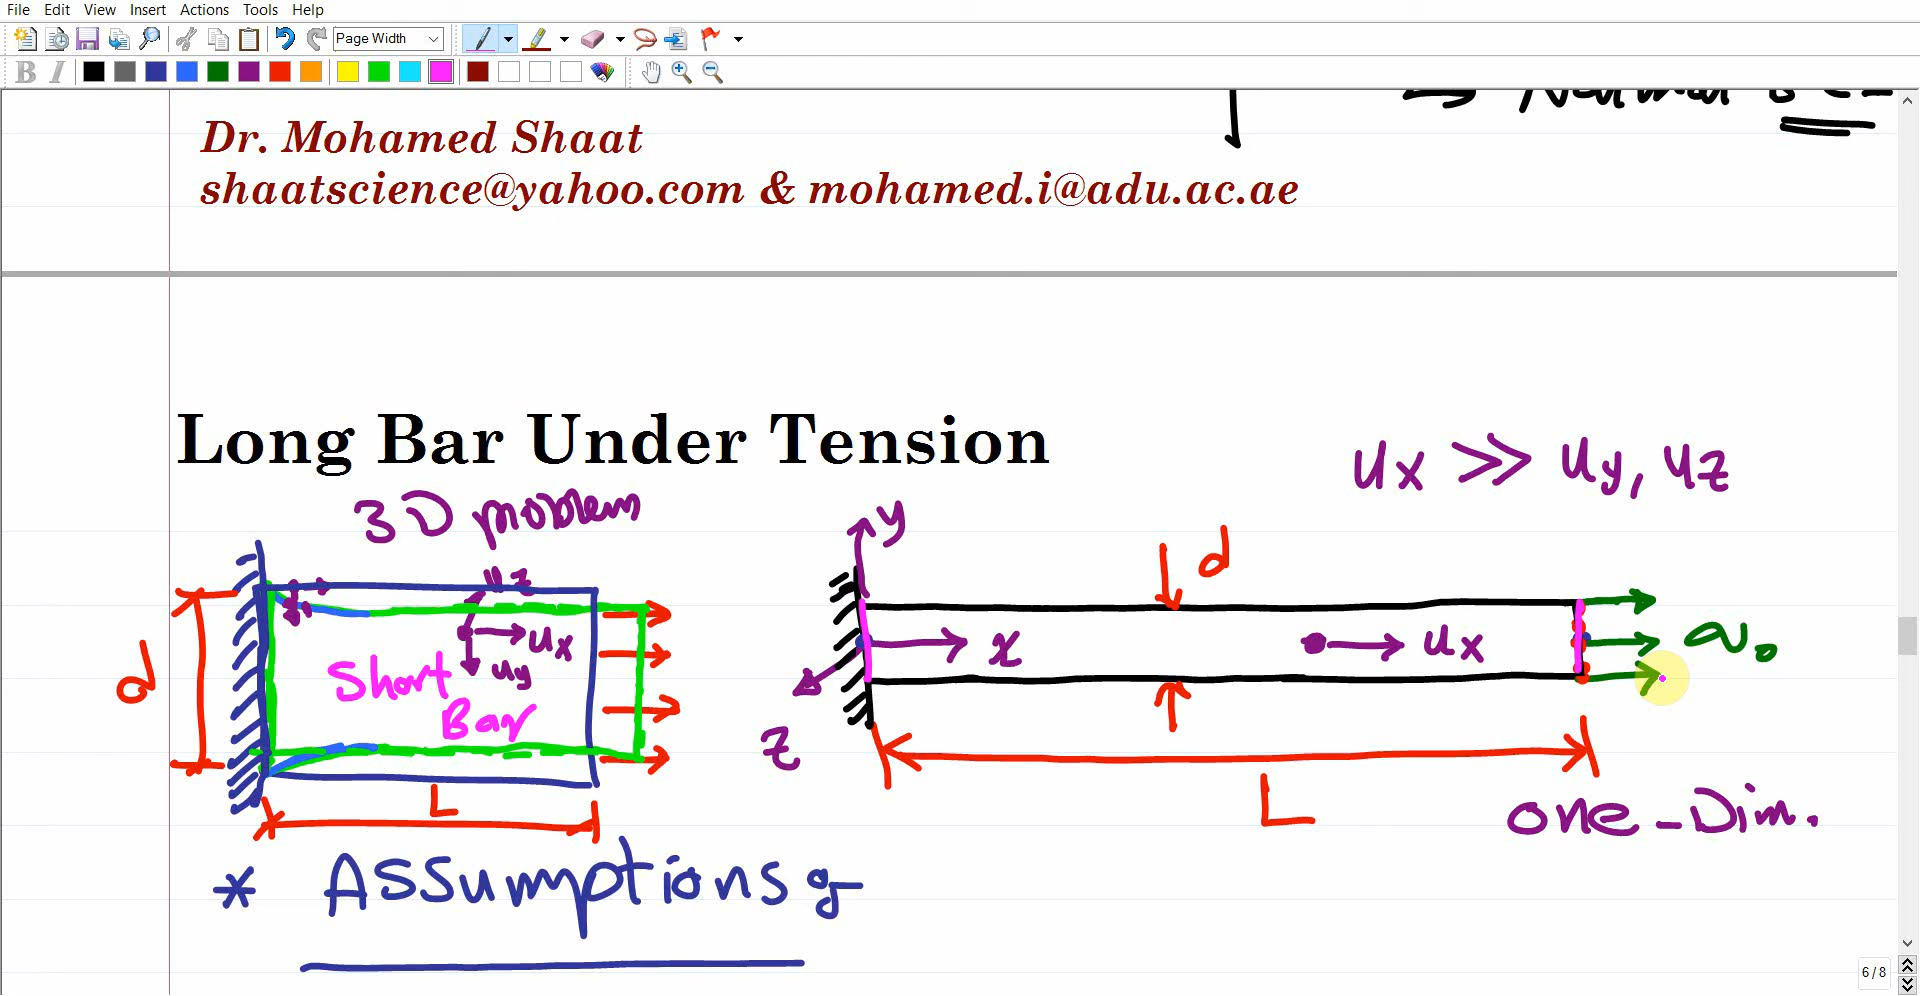 File Edit View Insert Actions Tools Help
Page Width
B I
Dr. Mohamed Shaat
shaatscience@yahoo.com & mohamed.i@adu.ac.ae
Long Bar Under Tension
ux >> uy, uz
3D problem
y
d
uz
ux
uy
x
ux
σ₀
d
Short
Bar
z
L
L
one-Dim.
* Assumptions:-
6 / 8